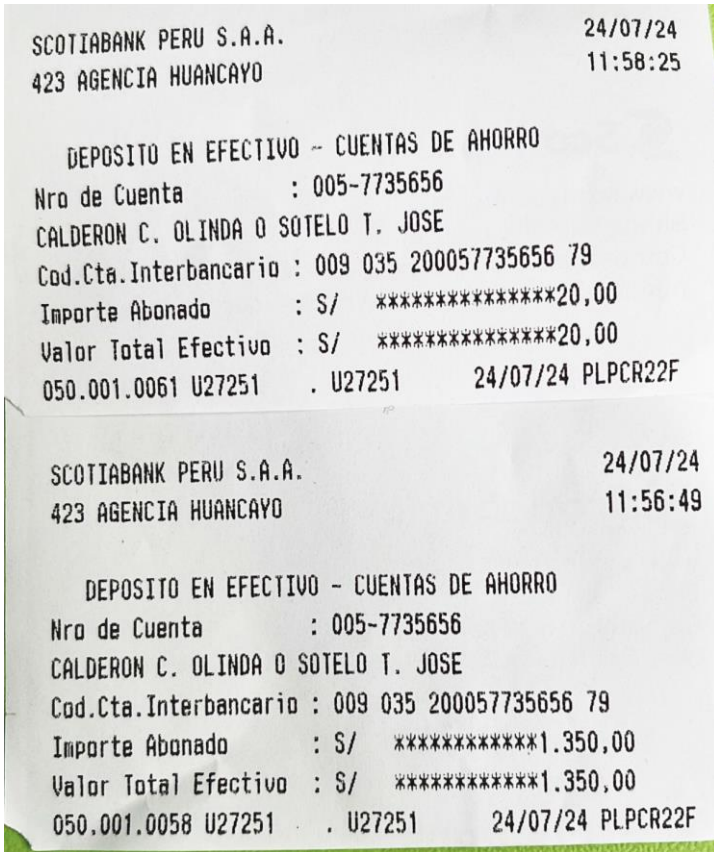 SCOTIABANK PERU S.A.A. 24/07/24
423 AGENCIA HUANCAYO 11:58:25
DEPOSITO EN EFECTIVO - CUENTAS DE AHORRO
Nro de Cuenta : 005-7735656
CALDERON C. OLINDA O SOTELO T. JOSE
Cod.Cta.Interbancario : 009 035 200057735656 79
Importe Abonado : S/ ***************20,00
Valor Total Efectivo : S/ ***************20,00
050.001.0061 U27251 . U27251 24/07/24 PLPCR22F
SCOTIABANK PERU S.A.A. 24/07/24
423 AGENCIA HUANCAYO 11:56:49
DEPOSITO EN EFECTIVO - CUENTAS DE AHORRO
Nro de Cuenta : 005-7735656
CALDERON C. OLINDA O SOTELO T. JOSE
Cod.Cta.Interbancario : 009 035 200057735656 79
Importe Abonado : S/ ************1.350,00
Valor Total Efectivo : S/ ************1.350,00
050.001.0058 U27251 . U27251 24/07/24 PLPCR22F